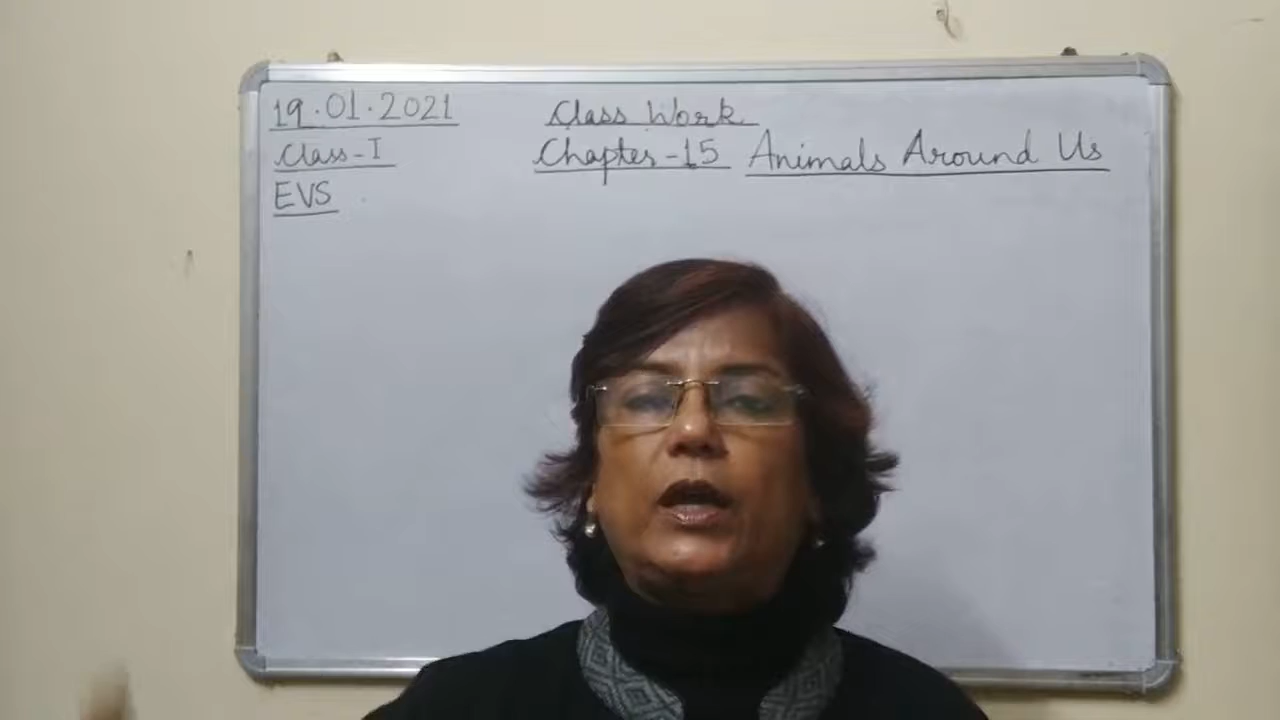 19.01.2021
Class Work
Class-I
Chapter-15 Animals Around Us
EVS